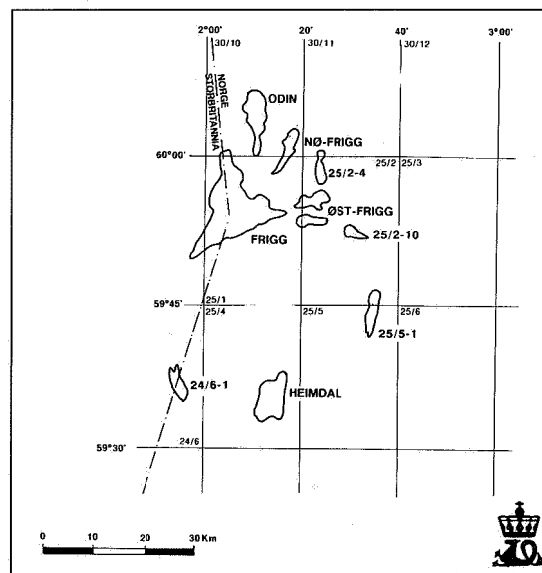 2°00' 20' 40' 3°00'
30/10 30/11 30/12
NORGE
STORBRITANNIA
ODIN
NØ-FRIGG
60°00'
25/2 25/3
25/2-4
ØST-FRIGG
25/2-10
FRIGG
59°45'
25/1
25/4 25/5 25/6
25/5-1
24/6-1
HEIMDAL
59°30'
24/6
0 10 20 30 Km